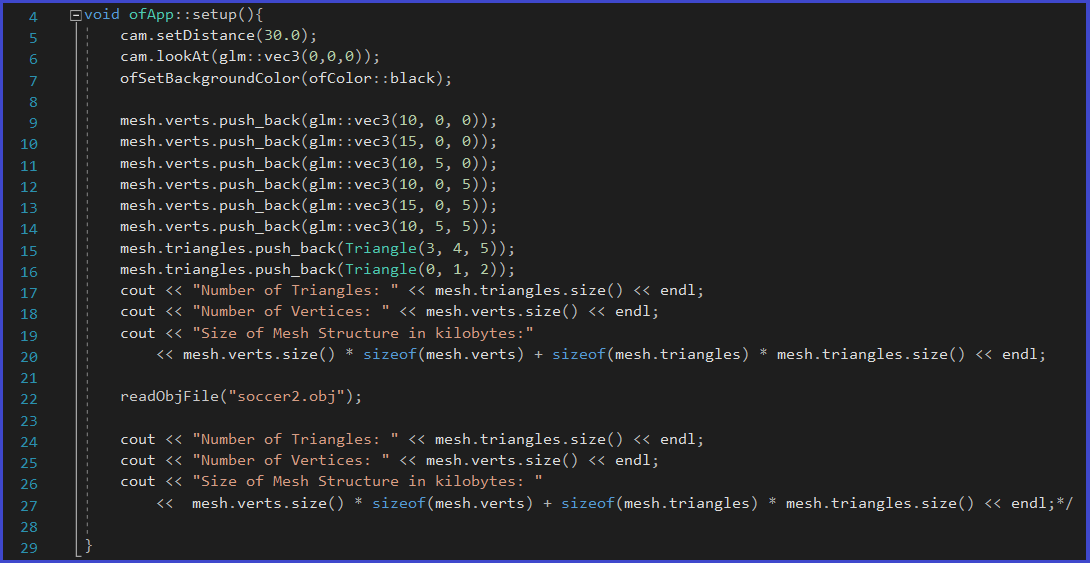 4 void ofApp::setup(){
5 cam.setDistance(30.0);
6 cam.lookAt(glm::vec3(0,0,0));
7 ofSetBackgroundColor(ofColor::black);
8
9 mesh.verts.push_back(glm::vec3(10, 0, 0));
10 mesh.verts.push_back(glm::vec3(15, 0, 0));
11 mesh.verts.push_back(glm::vec3(10, 5, 0));
12 mesh.verts.push_back(glm::vec3(10, 0, 5));
13 mesh.verts.push_back(glm::vec3(15, 0, 5));
14 mesh.verts.push_back(glm::vec3(10, 5, 5));
15 mesh.triangles.push_back(Triangle(3, 4, 5));
16 mesh.triangles.push_back(Triangle(0, 1, 2));
17 cout << "Number of Triangles: " << mesh.triangles.size() << endl;
18 cout << "Number of Vertices: " << mesh.verts.size() << endl;
19 cout << "Size of Mesh Structure in kilobytes:"
20 << mesh.verts.size() * sizeof(mesh.verts) + sizeof(mesh.triangles) * mesh.triangles.size() << endl;
21
22 readObjFile("soccer2.obj");
23
24 cout << "Number of Triangles: " << mesh.triangles.size() << endl;
25 cout << "Number of Vertices: " << mesh.verts.size() << endl;
26 cout << "Size of Mesh Structure in kilobytes: "
27 <<  mesh.verts.size() * sizeof(mesh.verts) + sizeof(mesh.triangles) * mesh.triangles.size() << endl;*/
28
29 }